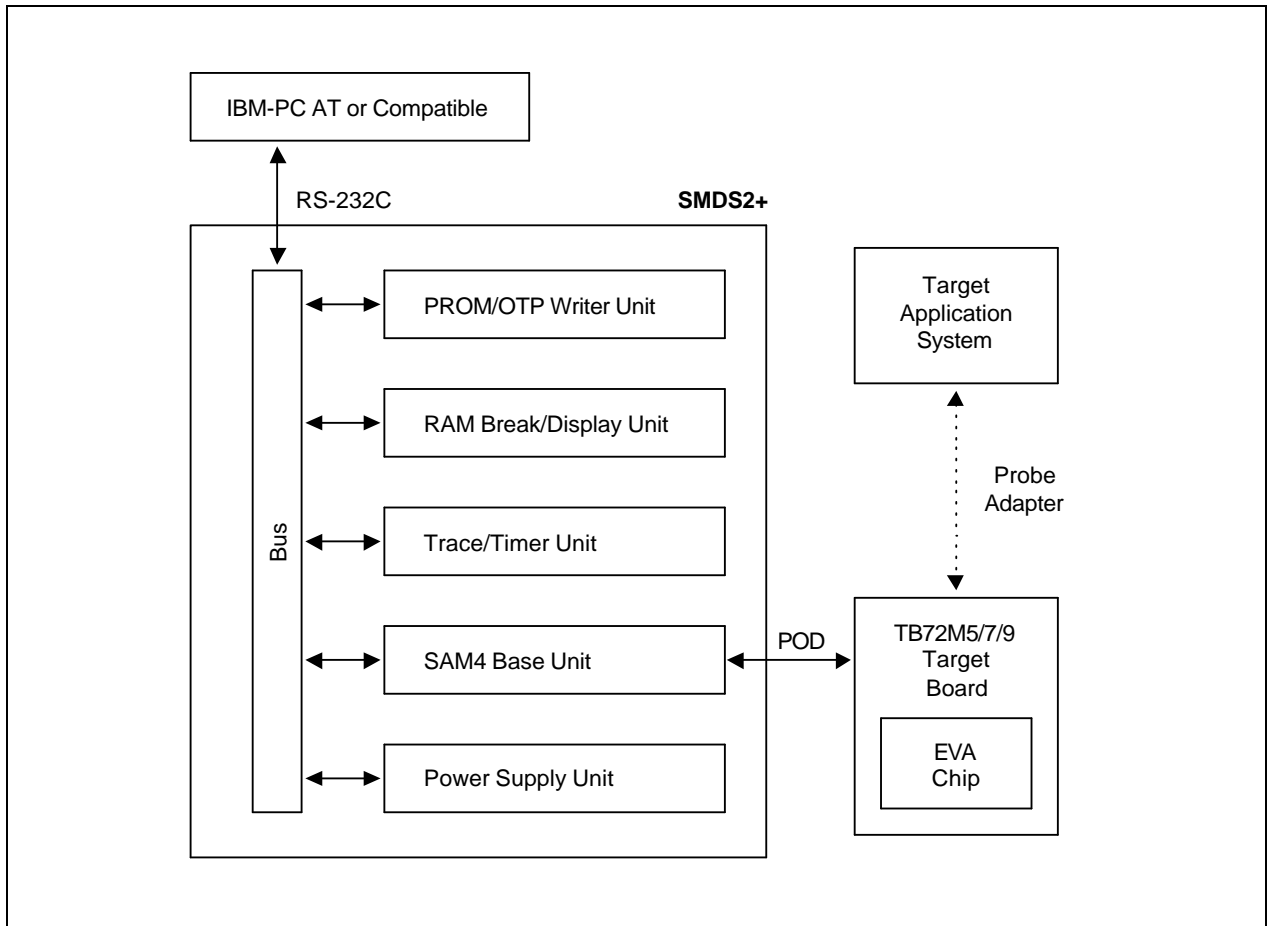 IBM-PC AT or Compatible
RS-232C
SMDS2+
PROM/OTP Writer Unit
RAM Break/Display Unit
Trace/Timer Unit
SAM4 Base Unit
Power Supply Unit
Bus
POD
Target
Application
System
Probe
Adapter
TB72M5/7/9
Target
Board
EVA
Chip